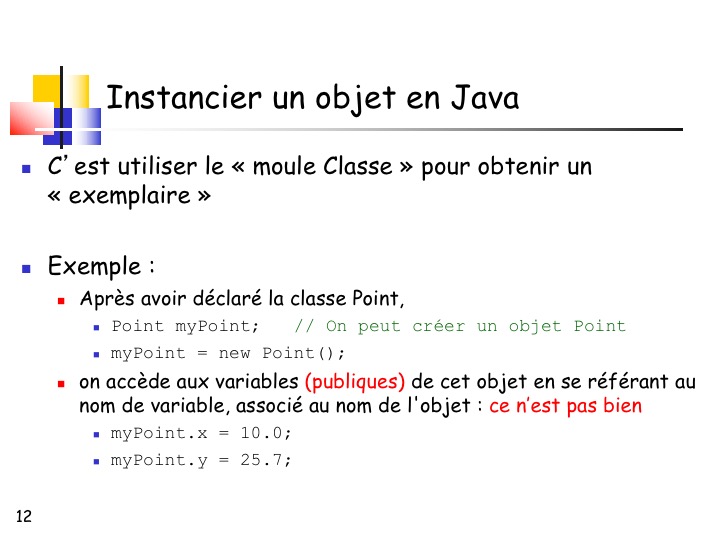 Instancier un objet en Java
C’est utiliser le « moule Classe » pour obtenir un
« exemplaire »
Exemple :
Après avoir déclaré la classe Point,
Point myPoint;   // On peut créer un objet Point
myPoint = new Point();
on accède aux variables (publiques) de cet objet en se référant au
nom de variable, associé au nom de l'objet : ce n’est pas bien
myPoint.x = 10.0;
myPoint.y = 25.7;
12